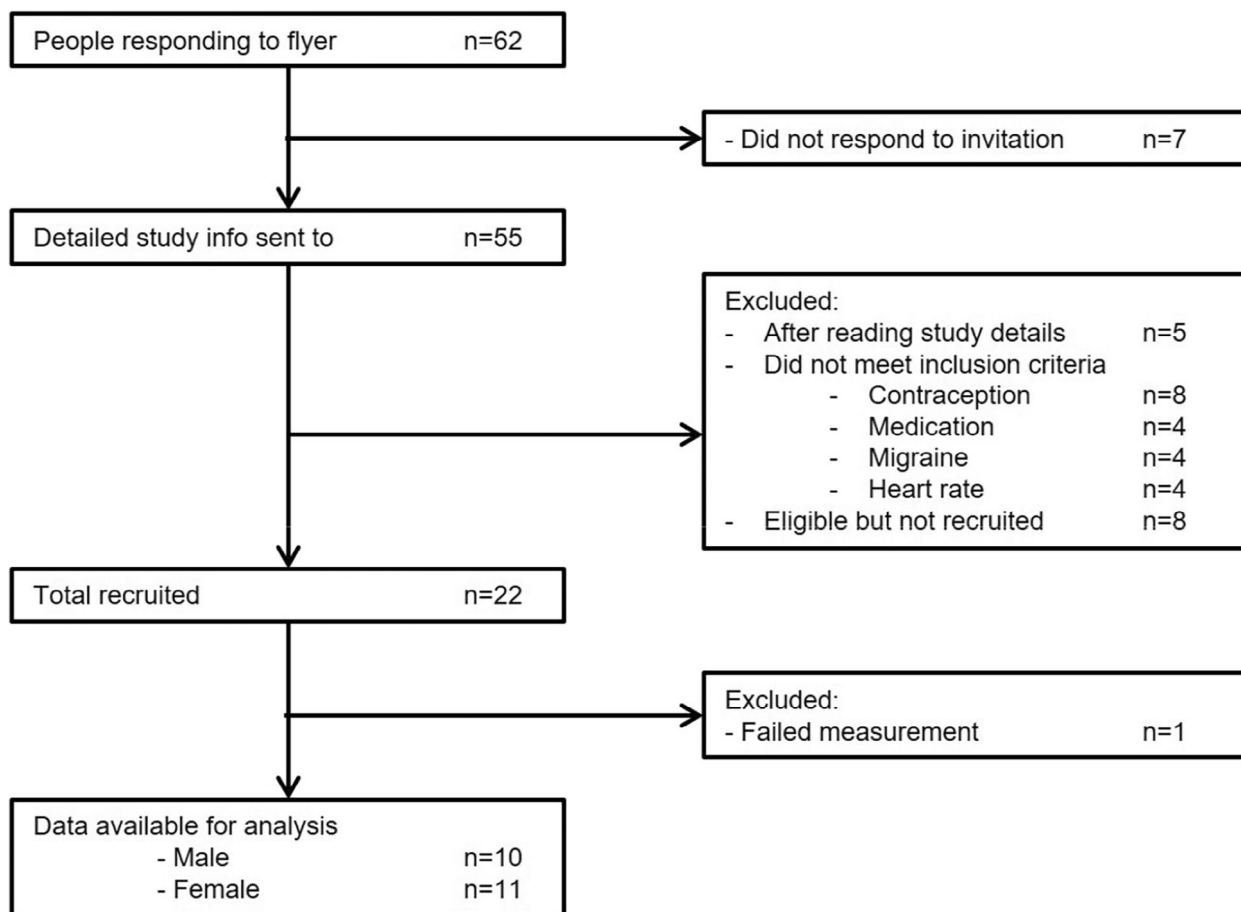 People responding to flyer n=62
- Did not respond to invitation n=7
Detailed study info sent to n=55
Excluded:
- After reading study details n=5
- Did not meet inclusion criteria
- Contraception n=8
- Medication n=4
- Migraine n=4
- Heart rate n=4
- Eligible but not recruited n=8
Total recruited n=22
Excluded:
- Failed measurement n=1
Data available for analysis
- Male n=10
- Female n=11